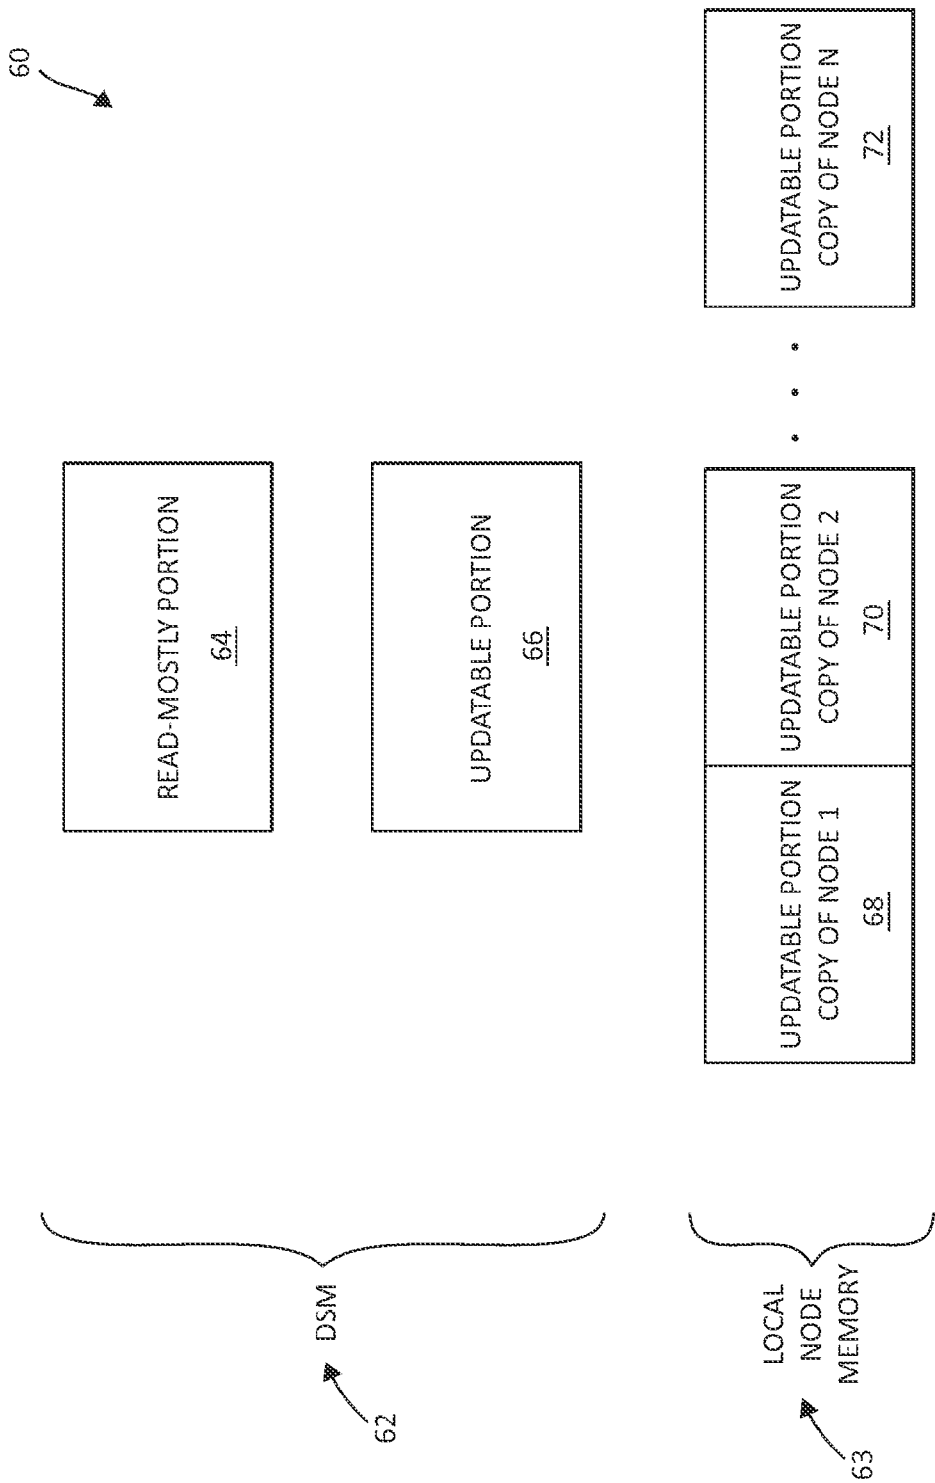 60
READ-MOSTLY PORTION
64
DSM
62
UPDATABLE PORTION
66
LOCAL
NODE
MEMORY
63
UPDATABLE PORTION
COPY OF NODE 1
68
UPDATABLE PORTION
COPY OF NODE 2
70
UPDATABLE PORTION
COPY OF NODE N
72